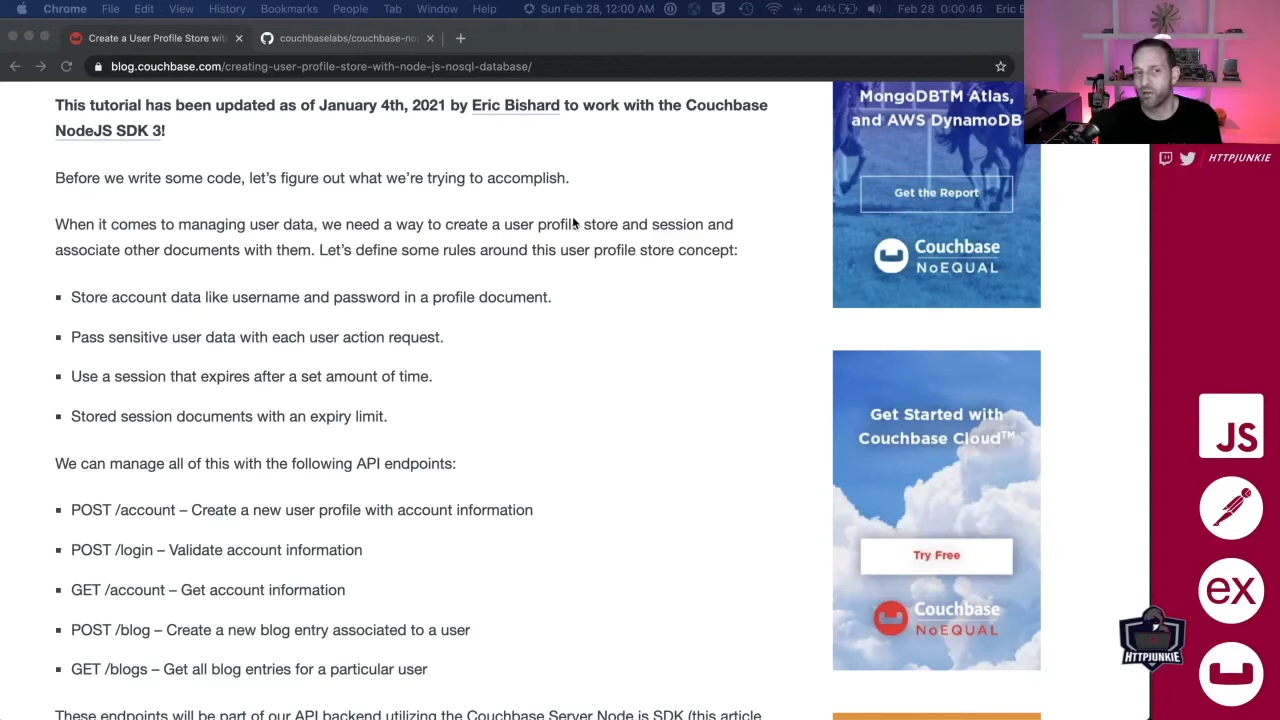 Chrome File Edit View History Bookmarks People Tab Window Help Sun Feb 28, 12:00 AM 44% Feb 28 0:00:45 Eric B
Create a User Profile Store with
couchbaselabs/couchbase-no
blog.couchbase.com/creating-user-profile-store-with-node-js-nosql-database/
This tutorial has been updated as of January 4th, 2021 by Eric Bishard to work with the Couchbase
NodeJS SDK 3!
Before we write some code, let's figure out what we're trying to accomplish.
When it comes to managing user data, we need a way to create a user profile store and session and
associate other documents with them. Let's define some rules around this user profile store concept:
Store account data like username and password in a profile document.
Pass sensitive user data with each user action request.
Use a session that expires after a set amount of time.
Stored session documents with an expiry limit.
We can manage all of this with the following API endpoints:
POST /account – Create a new user profile with account information
POST /login – Validate account information
GET /account – Get account information
POST /blog – Create a new blog entry associated to a user
GET /blogs – Get all blog entries for a particular user
These endpoints will be part of our API backend utilizing the Couchbase Server Node.js SDK (this article
MongoDBTM Atlas,
and AWS DynamoDB
Get the Report
Couchbase
NoEQUAL
Get Started with
Couchbase Cloud™
Try Free
Couchbase
NoEQUAL
HTTPJUNKIE
JS
ex
HTTPJUNKIE